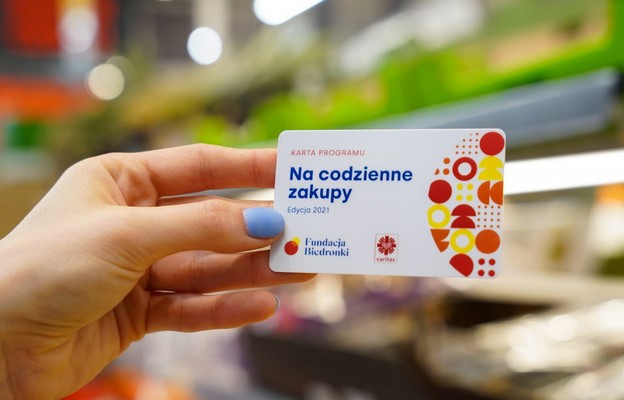 KARTA PROGRAMU
Na codzienne
zakupy
Edycja 2021
Fundacja
Biedronki
caritas